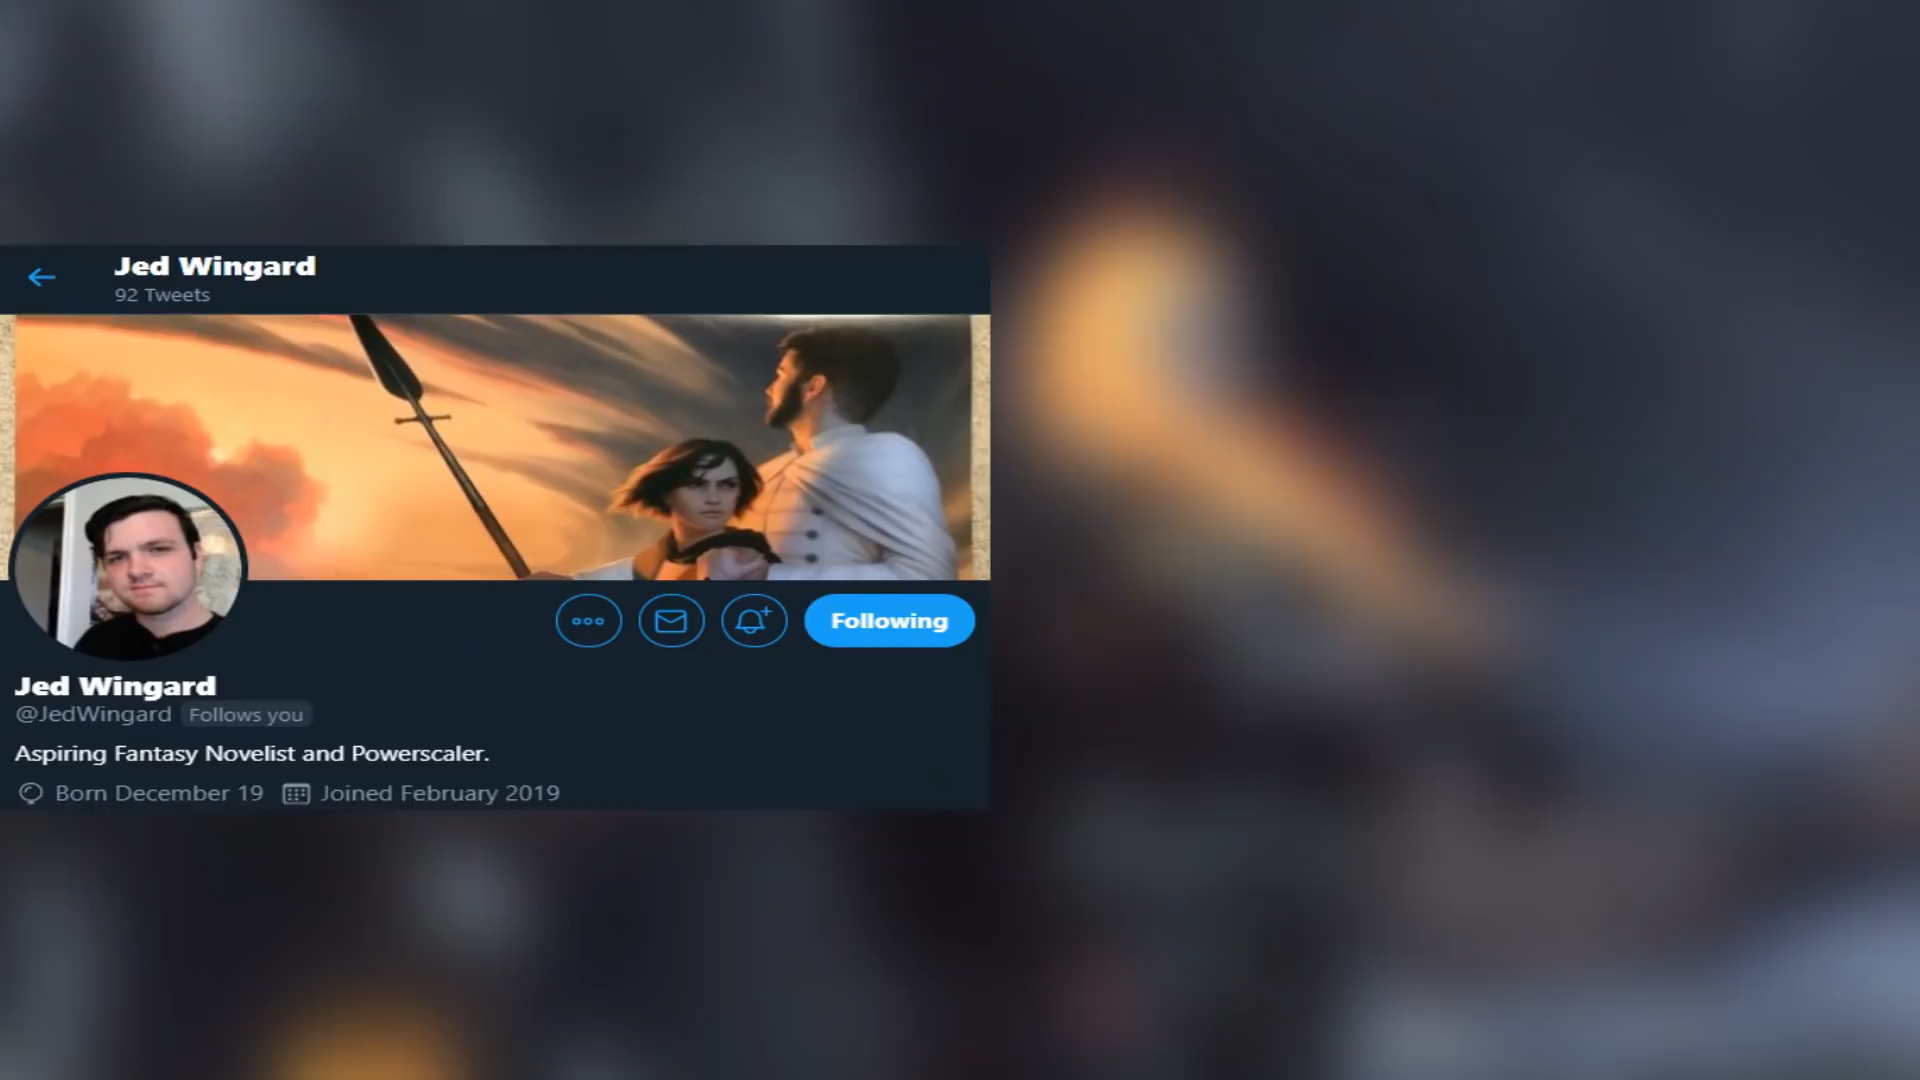 Jed Wingard
92 Tweets
Following
Jed Wingard
@JedWingard Follows you
Aspiring Fantasy Novelist and Powerscaler.
Born December 19 Joined February 2019